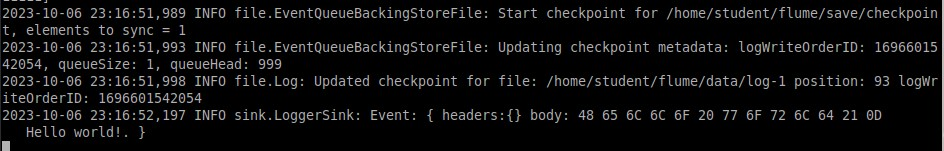 2023-10-06 23:16:51,989 INFO file.EventQueueBackingStoreFile: Start checkpoint for /home/student/flume/save/checkpoin
t, elements to sync = 1
2023-10-06 23:16:51,993 INFO file.EventQueueBackingStoreFile: Updating checkpoint metadata: logWriteOrderID: 16966015
42054, queueSize: 1, queueHead: 999
2023-10-06 23:16:51,998 INFO file.Log: Updated checkpoint for file: /home/student/flume/data/log-1 position: 93 logWr
iteOrderID: 1696601542054
2023-10-06 23:16:52,197 INFO sink.LoggerSink: Event: { headers:{} body: 48 65 6C 6C 6F 20 77 6F 72 6C 64 21 0D
Hello world!. }